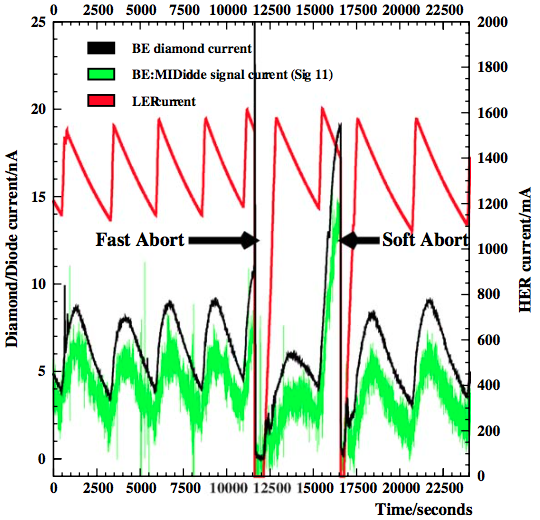 0 2500 5000 7500 10000 12500 15000 17500 20000 22500
25 2000
1800
BE diamond current
BE:MIDiode signal current (Sig 11)
LERcurrent
20 1600
1400
15 1200
Fast Abort Soft Abort
1000
10 800
600
5 400
200
0 0
Diamond/Diode current/nA
HER current/mA
0 2500 5000 7500 10000 12500 15000 17500 20000 22500
Time/seconds